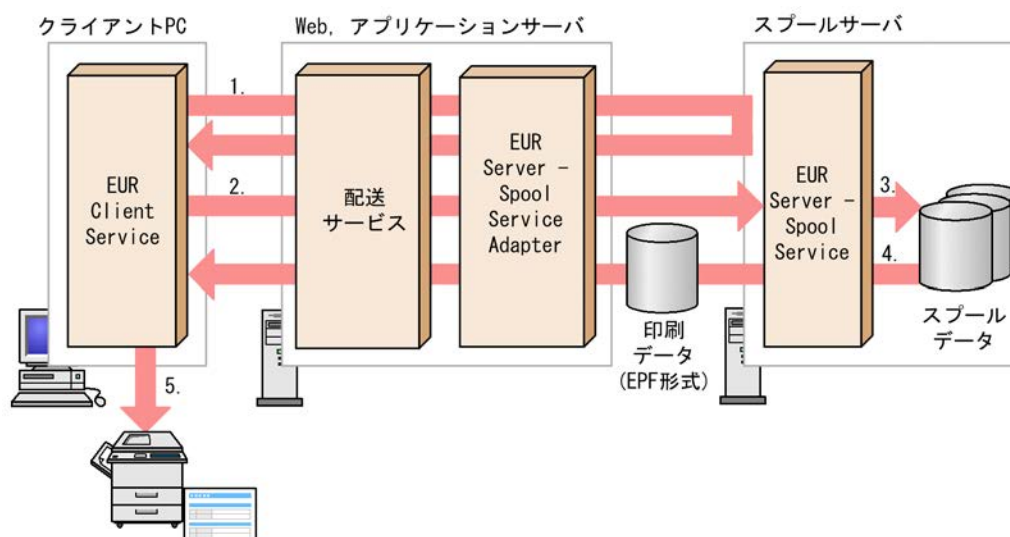 クライアントPC
Web, アプリケーションサーバ
スプールサーバ
1.
EUR
Client
Service
2.
配送
サービス
EUR
Server －
Spool
Service
Adapter
EUR
Server －
Spool
Service
3.
4.
印刷
データ
(EPF形式)
スプール
データ
5.